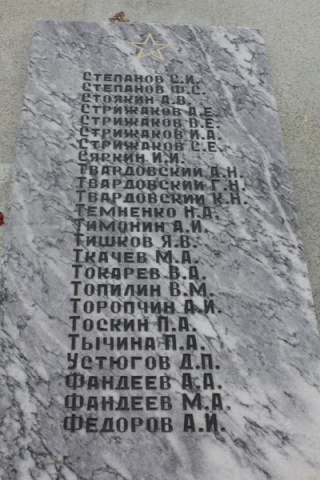 СТЕПАНОВ С.И.
СТЕПАНОВ Ф.С.
СТОЯКИН А.В.
СТРИЖАКОВ А.Е.
СТРИЖАКОВ В.Е.
СТРИЖАКОВ И.А.
СТРИЖАКОВ С.Е.
СЯРКИН И.И.
ТВАРДОВСКИЙ А.Н.
ТВАРДОВСКИЙ Г.Н.
ТВАРДОВСКИЙ К.Н.
ТЕМНЕНКО Н.А.
ТИМОНИН А.И.
ТИШКОВ Я.В.
ТКАЧЕВ М.А.
ТОКАРЕВ В.А.
ТОПИЛИН В.М.
ТОРОПЧИН А.И.
ТОСКИН П.А.
ТЫЧИНА П.А.
УСТЮГОВ Д.П.
ФАНДЕЕВ А.А.
ФАНДЕЕВ М.А.
ФЕДОРОВ А.И.